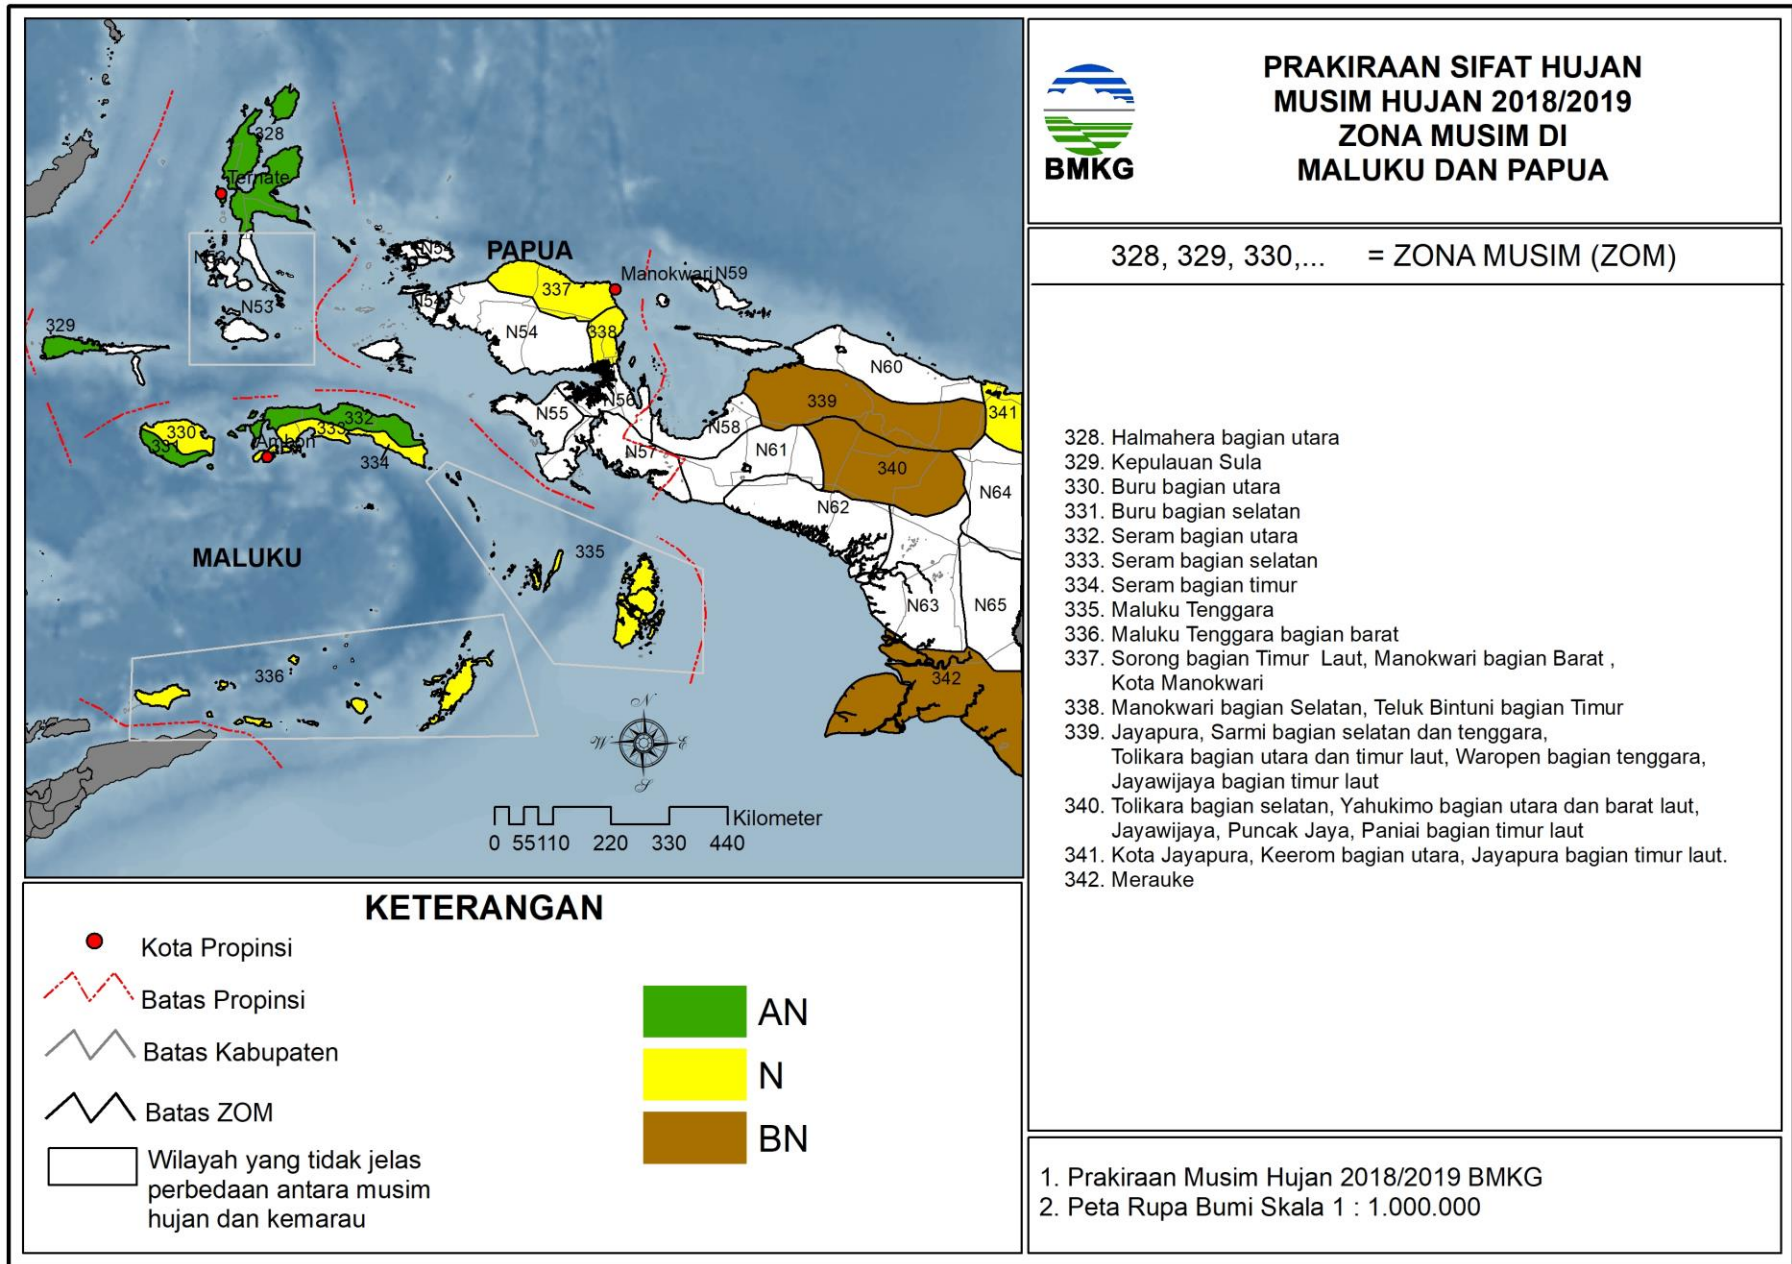 PRAKIRAAN SIFAT HUJAN
MUSIM HUJAN 2018/2019
ZONA MUSIM DI
MALUKU DAN PAPUA
BMKG
328, 329, 330,... = ZONA MUSIM (ZOM)
328. Halmahera bagian utara
329. Kepulauan Sula
330. Buru bagian utara
331. Buru bagian selatan
332. Seram bagian utara
333. Seram bagian selatan
334. Seram bagian timur
335. Maluku Tenggara
336. Maluku Tenggara bagian barat
337. Sorong bagian Timur Laut, Manokwari bagian Barat ,
Kota Manokwari
338. Manokwari bagian Selatan, Teluk Bintuni bagian Timur
339. Jayapura, Sarmi bagian selatan dan tenggara,
Tolikara bagian utara dan timur laut, Waropen bagian tenggara,
Jayawijaya bagian timur laut
340. Tolikara bagian selatan, Yahukimo bagian utara dan barat laut,
Jayawijaya, Puncak Jaya, Paniai bagian timur laut
341. Kota Jayapura, Keerom bagian utara, Jayapura bagian timur laut.
342. Merauke
1. Prakiraan Musim Hujan 2018/2019 BMKG
2. Peta Rupa Bumi Skala 1 : 1.000.000
328
Ternate
N53
N53
329
N54
PAPUA
Manokwari
N59
337
N54
N54
338
N60
330
331
332
333
Ambon
334
N55
N56
N57
N58
339
341
N61
340
N62
N64
MALUKU
335
N63
N65
336
342
N
W
E
S
Kilometer
0 55 110 220 330 440
KETERANGAN
Kota Propinsi
Batas Propinsi
Batas Kabupaten
Batas ZOM
Wilayah yang tidak jelas
perbedaan antara musim
hujan dan kemarau
AN
N
BN